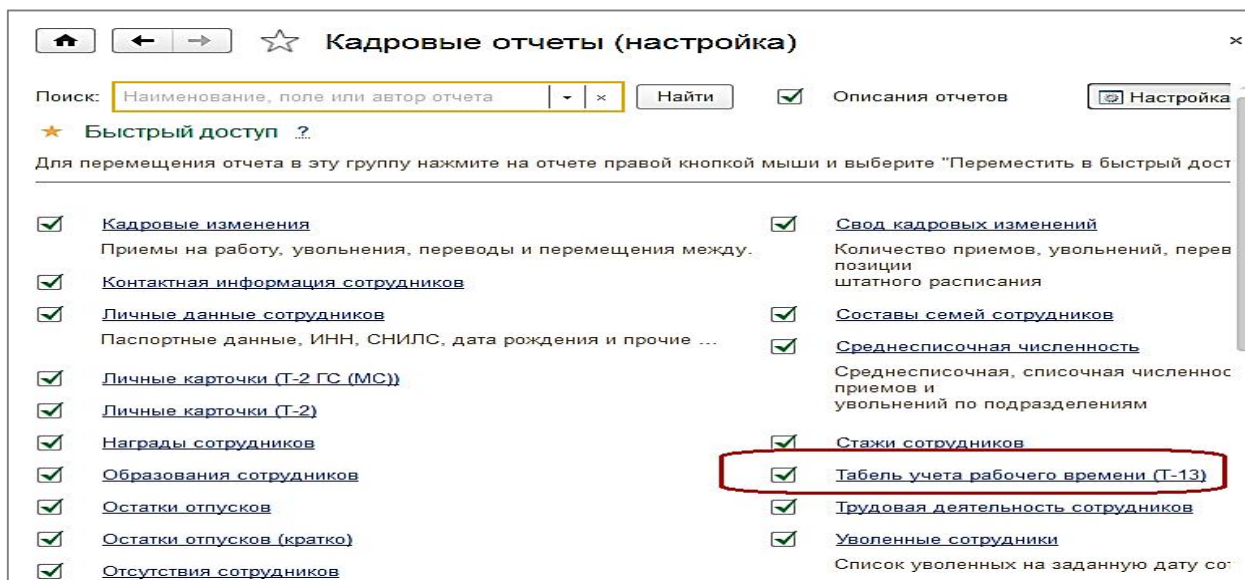 Кадровые отчеты (настройка)
Поиск: Наименование, поле или автор отчета Найти Описания отчетов Настройка
Быстрый доступ ?
Для перемещения отчета в эту группу нажмите на отчете правой кнопкой мыши и выберите "Переместить в быстрый дост
Кадровые изменения
Приемы на работу, увольнения, переводы и перемещения между.
Контактная информация сотрудников
Личные данные сотрудников
Паспортные данные, ИНН, СНИЛС, дата рождения и прочие ...
Личные карточки (Т-2 ГС (МС))
Личные карточки (Т-2)
Награды сотрудников
Образования сотрудников
Остатки отпусков
Остатки отпусков (кратко)
Отсутствия сотрудников
Свод кадровых изменений
Количество приемов, увольнений, перев
позиции
штатного расписания
Составы семей сотрудников
Среднесписочная численность
Среднесписочная, списочная численнос
приемов и
увольнений по подразделениям
Стажи сотрудников
Табель учета рабочего времени (Т-13)
Трудовая деятельность сотрудников
Уволенные сотрудники
Список уволенных на заданную дату сот